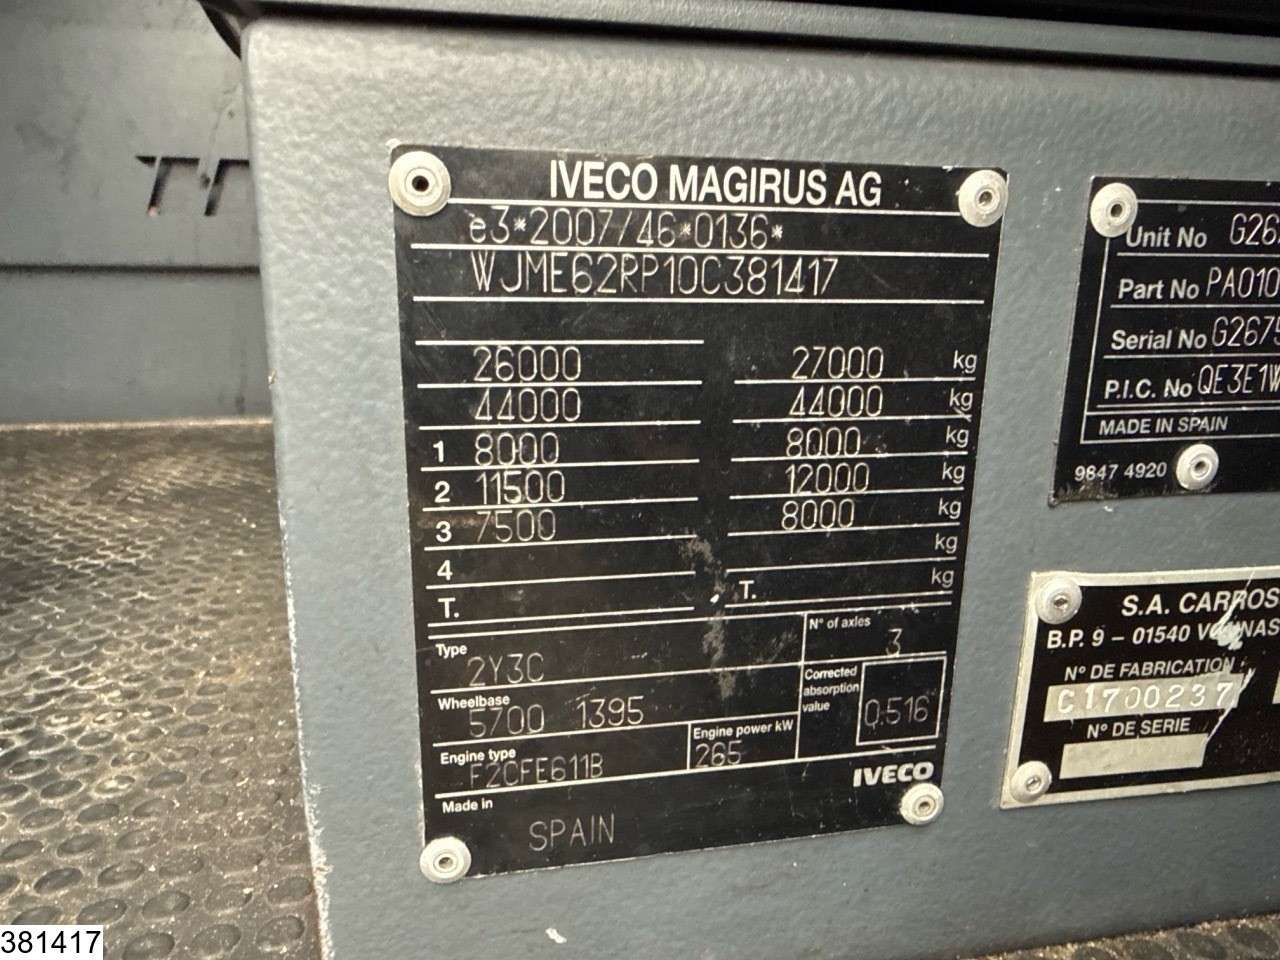 IVECO MAGIRUS AG
e3*2007/46*0136*
WJME62RP10C381417
26000 27000 kg
44000 44000 kg
1 8000 8000 kg
2 11500 12000 kg
3 7500 8000 kg
4 kg
T. T. kg
Type 2Y3C
N° of axles 3
Wheelbase 5700 1395
Corrected absorption value 0.516
Engine type F2CFE611B
Engine power kW 265
IVECO
Made in SPAIN
Unit No
Part No
Serial No
P.I.C. No
MADE IN SPAIN
9847 4920
S.A.
B.P. 9 – 01540
N° DE FABRICATION
C1700237
N° DE SERIE
381417